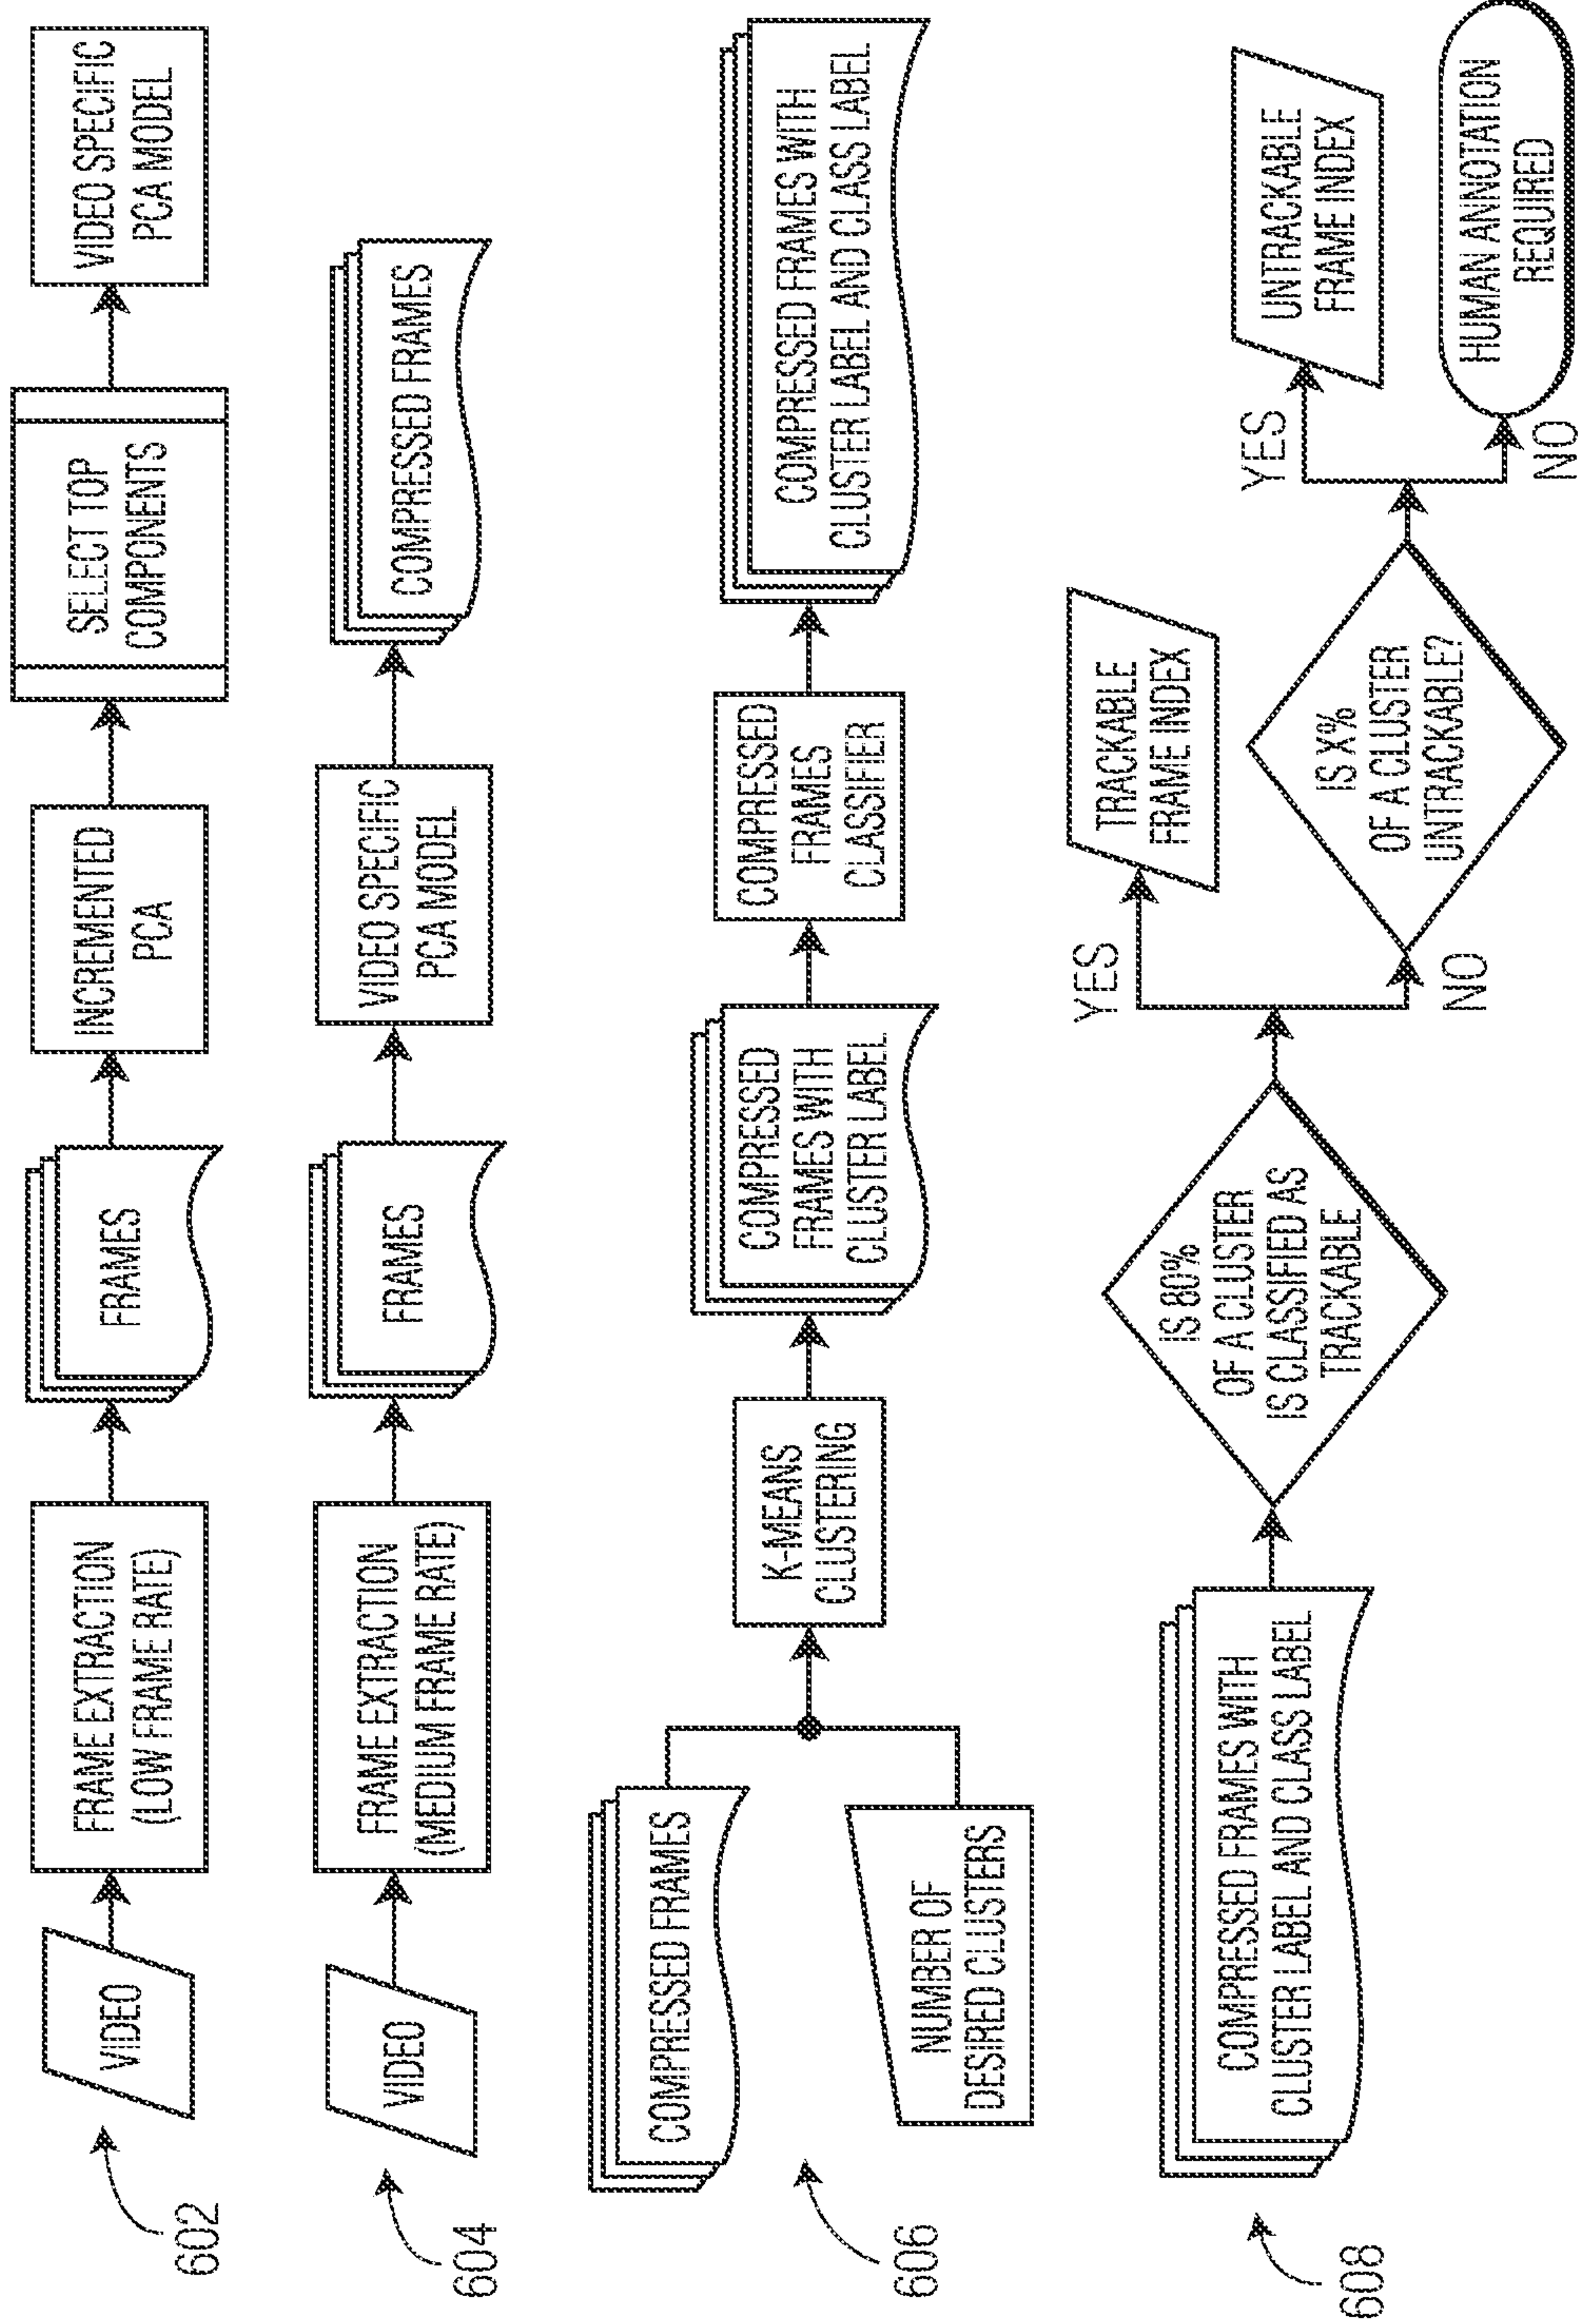 602
VIDEO
FRAME EXTRACTION
(LOW FRAME RATE)
FRAMES
INCREMENTED
PCA
SELECT TOP
COMPONENTS
VIDEO SPECIFIC
PCA MODEL
604
VIDEO
FRAME EXTRACTION
(MEDIUM FRAME RATE)
FRAMES
VIDEO SPECIFIC
PCA MODEL
COMPRESSED FRAMES
606
COMPRESSED FRAMES
NUMBER OF
DESIRED CLUSTERS
K-MEANS
CLUSTERING
COMPRESSED
FRAMES WITH
CLUSTER LABEL
COMPRESSED
FRAMES
CLASSIFIER
COMPRESSED FRAMES WITH
CLUSTER LABEL AND CLASS LABEL
608
COMPRESSED FRAMES WITH
CLUSTER LABEL AND CLASS LABEL
IS 80%
OF A CLUSTER
IS CLASSIFIED AS
TRACKABLE
YES
TRACKABLE
FRAME INDEX
NO
IS X%
OF A CLUSTER
UNTRACKABLE?
YES
UNTRACKABLE
FRAME INDEX
NO
HUMAN ANNOTATION
REQUIRED